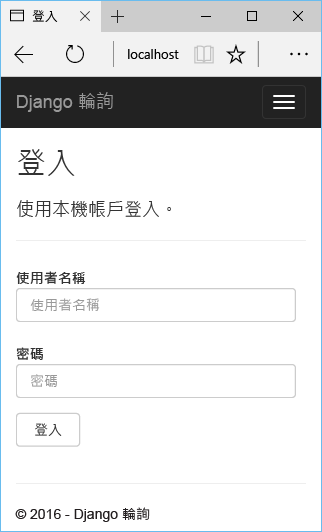 登入
localhost
Django 輪詢
登入
使用本機帳戶登入。
使用者名稱
使用者名稱
密碼
密碼
登入
© 2016 - Django 輪詢